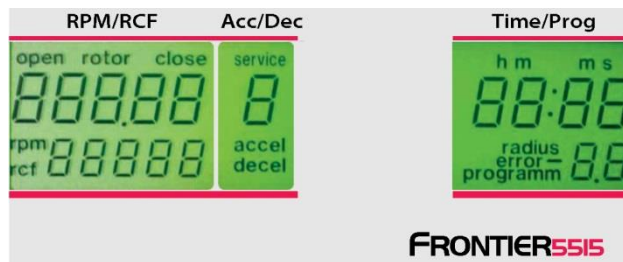 RPM/RCF Acc/Dec Time/Prog
open rotor close service h m m s
888.88 8 88:88
rpm 88888 accel radius
rcf decel error
programm 8.8
FRONTIER5515